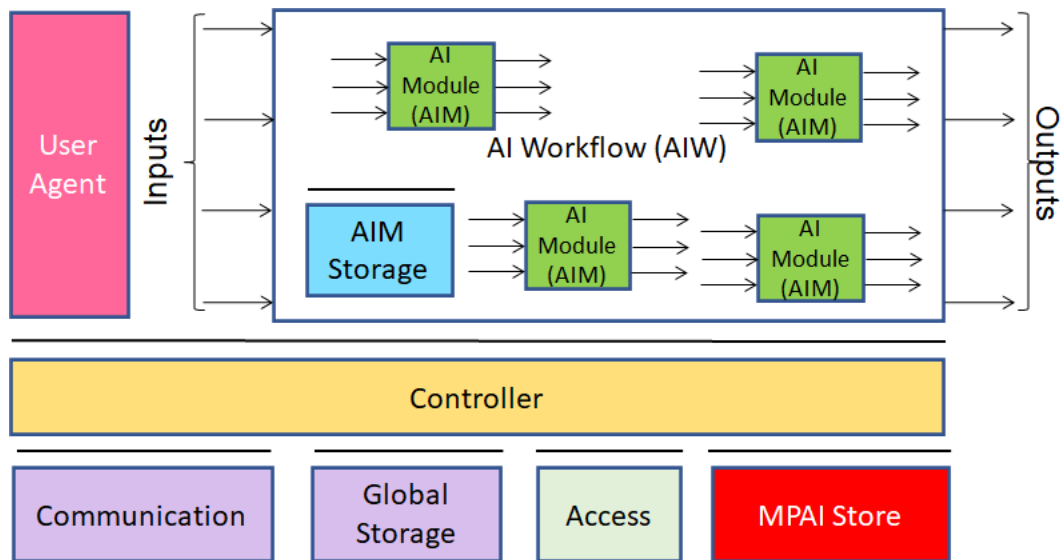 User
Agent
Inputs
AI
Module
(AIM)
AI
Module
(AIM)
AI Workflow (AIW)
AIM
Storage
AI
Module
(AIM)
AI
Module
(AIM)
Outputs
Controller
Communication
Global
Storage
Access
MPAI Store